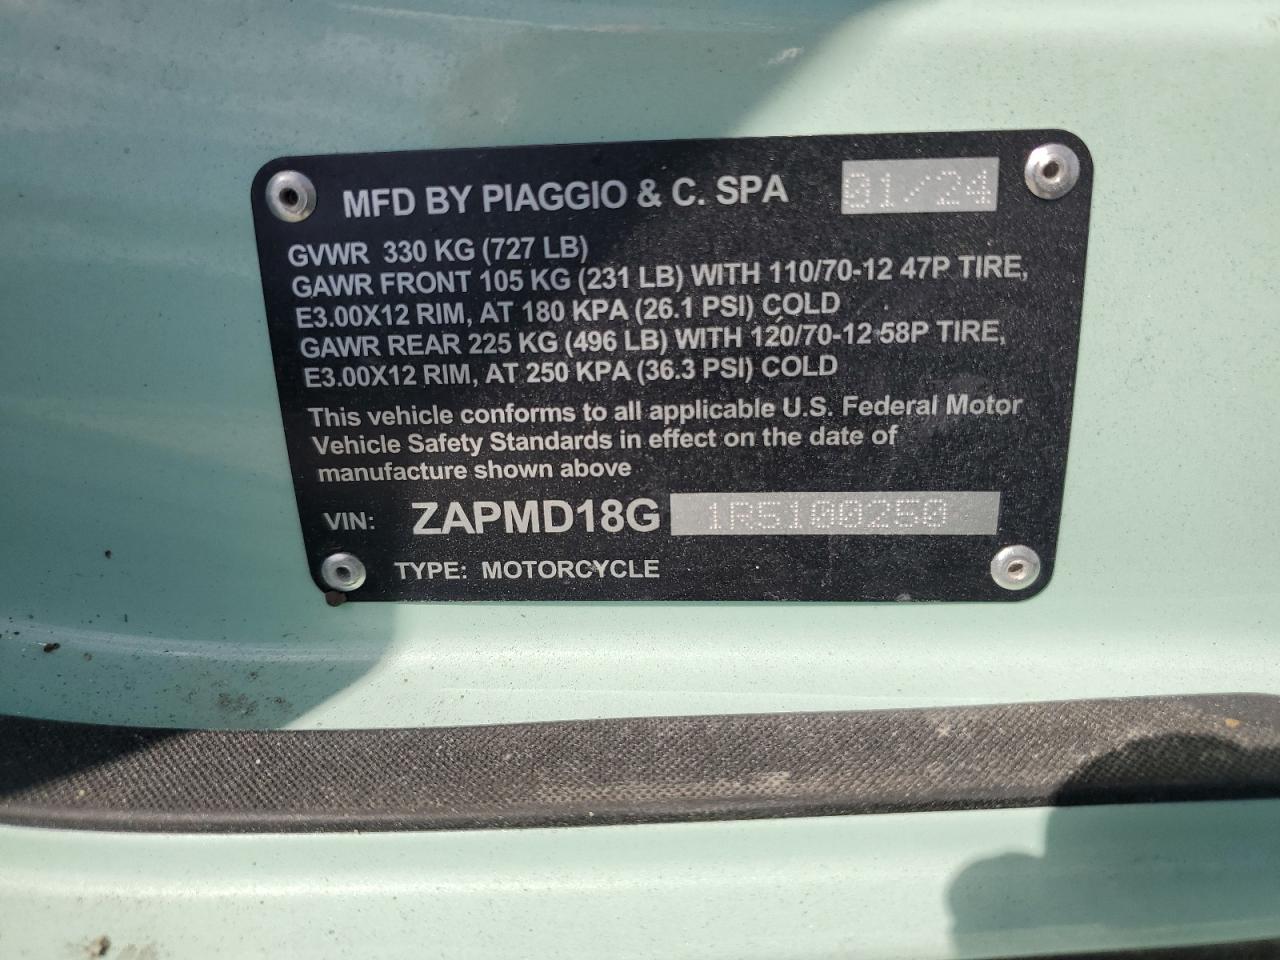 MFD BY PIAGGIO & C. SPA 01/24
GVWR 330 KG (727 LB)
GAWR FRONT 105 KG (231 LB) WITH 110/70-12 47P TIRE,
E3.00X12 RIM, AT 180 KPA (26.1 PSI) COLD
GAWR REAR 225 KG (496 LB) WITH 120/70-12 58P TIRE,
E3.00X12 RIM, AT 250 KPA (36.3 PSI) COLD
This vehicle conforms to all applicable U.S. Federal Motor
Vehicle Safety Standards in effect on the date of
manufacture shown above
VIN: ZAPMD18G 1R5100250
TYPE: MOTORCYCLE